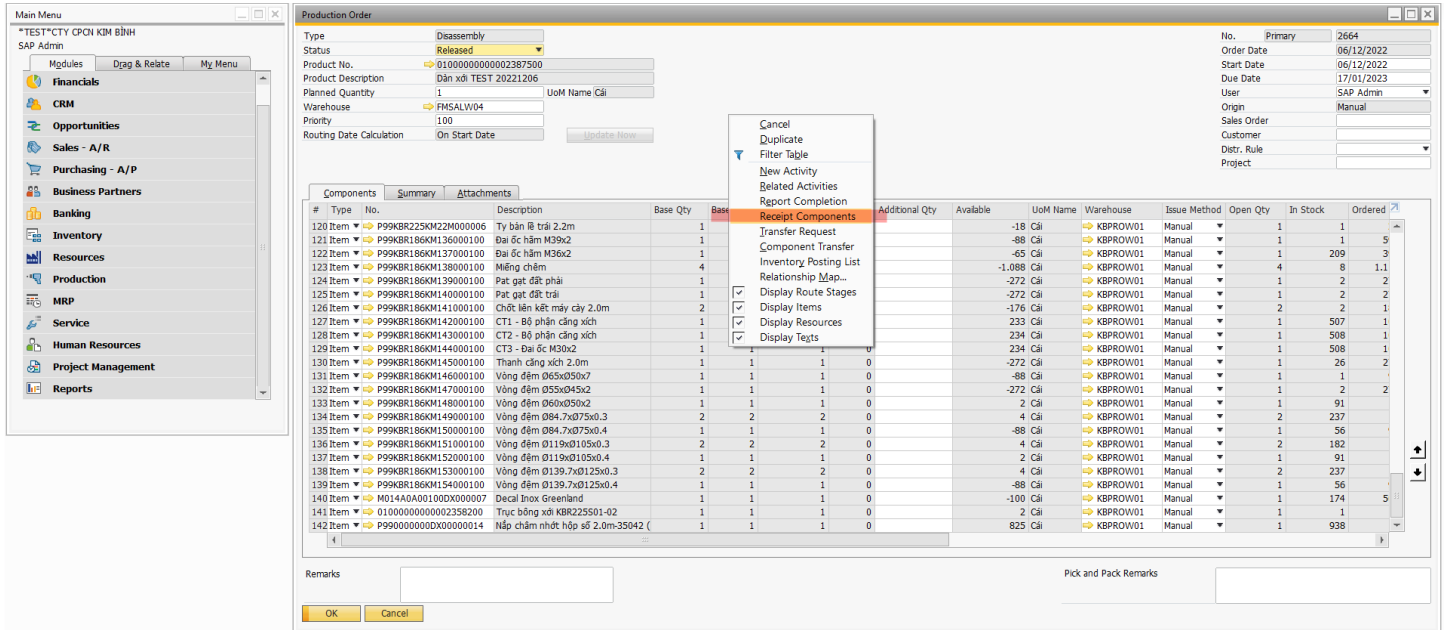 Main Menu
*TEST*CTY CPCN KIM BÌNH
SAP Admin
Modules Drag & Relate My Menu
Financials
CRM
Opportunities
Sales - A/R
Purchasing - A/P
Business Partners
Banking
Inventory
Resources
Production
MRP
Service
Human Resources
Project Management
Reports
Production Order
Type Disassembly
Status Released
Product No. 01000000000002387500
Product Description Dàn xới TEST 20221206
Planned Quantity 1 UoM Name Cái
Warehouse FMSALW04
Priority 100
Routing Date Calculation On Start Date Update Now
No. Primary 2664
Order Date 06/12/2022
Start Date 06/12/2022
Due Date 17/01/2023
User SAP Admin
Origin Manual
Sales Order
Customer
Distr. Rule
Project
Cancel
Duplicate
Filter Table
New Activity
Related Activities
Report Completion
Receipt Components
Transfer Request
Component Transfer
Inventory Posting List
Relationship Map...
Display Route Stages
Display Items
Display Resources
Display Texts
Components Summary Attachments
# Type No. Description Base Qty Base Additional Qty Available UoM Name Warehouse Issue Method Open Qty In Stock Ordered
120 Item P99KBR225KM22M000006 Ty bàn lề trái 2.2m 1 -18 Cái KBPROW01 Manual 1 1
121 Item P99KBR186KM136000100 Đai ốc hãm M39x2 1 -88 Cái KBPROW01 Manual 1 1 5
122 Item P99KBR186KM137000100 Đai ốc hãm M36x2 1 -65 Cái KBPROW01 Manual 1 209 3
123 Item P99KBR186KM138000100 Miếng chêm 4 -1.088 Cái KBPROW01 Manual 4 8 1.1
124 Item P99KBR186KM139000100 Pat gạt đất phải 1 -272 Cái KBPROW01 Manual 1 2 2
125 Item P99KBR186KM140000100 Pat gạt đất trái 1 -272 Cái KBPROW01 Manual 1 2 2
126 Item P99KBR186KM141000100 Chốt liên kết máy cày 2.0m 2 -176 Cái KBPROW01 Manual 2 2 1
127 Item P99KBR186KM142000100 CT1 - Bộ phận căng xích 1 233 Cái KBPROW01 Manual 1 507 1
128 Item P99KBR186KM143000100 CT2 - Bộ phận căng xích 1 234 Cái KBPROW01 Manual 1 508 1
129 Item P99KBR186KM144000100 CT3 - Đai ốc M30x2 1 1 1 0 234 Cái KBPROW01 Manual 1 508 1
130 Item P99KBR186KM145000100 Thanh căng xích 2.0m 1 1 1 0 -272 Cái KBPROW01 Manual 1 26 2
131 Item P99KBR186KM146000100 Vòng đệm Ø65xØ50x7 1 1 1 0 -88 Cái KBPROW01 Manual 1 1
132 Item P99KBR186KM147000100 Vòng đệm Ø55xØ45x2 1 1 1 0 -272 Cái KBPROW01 Manual 1 2 2
133 Item P99KBR186KM148000100 Vòng đệm Ø60xØ50x2 1 1 1 0 2 Cái KBPROW01 Manual 1 91
134 Item P99KBR186KM149000100 Vòng đệm Ø84.7xØ75x0.3 2 2 2 0 4 Cái KBPROW01 Manual 2 237
135 Item P99KBR186KM150000100 Vòng đệm Ø84.7xØ75x0.4 1 1 1 0 -88 Cái KBPROW01 Manual 1 56
136 Item P99KBR186KM151000100 Vòng đệm Ø119xØ105x0.3 2 2 2 0 4 Cái KBPROW01 Manual 2 182
137 Item P99KBR186KM152000100 Vòng đệm Ø119xØ105x0.4 1 1 1 0 2 Cái KBPROW01 Manual 1 91
138 Item P99KBR186KM153000100 Vòng đệm Ø139.7xØ125x0.3 2 2 2 0 4 Cái KBPROW01 Manual 2 237
139 Item P99KBR186KM154000100 Vòng đệm Ø139.7xØ125x0.4 1 1 1 0 -88 Cái KBPROW01 Manual 1 56
140 Item M014A0A00100DX000007 Decal Inox Greenland 1 1 1 0 -100 Cái KBPROW01 Manual 1 174 5
141 Item 01000000000002358200 Trục bông xới KBR225S01-02 1 1 1 0 2 Cái KBPROW01 Manual 1 1
142 Item P990000000DX00000014 Nắp châm nhớt hộp số 2.0m-35042 ( 1 1 1 0 825 Cái KBPROW01 Manual 1 938
Remarks
Pick and Pack Remarks
OK Cancel